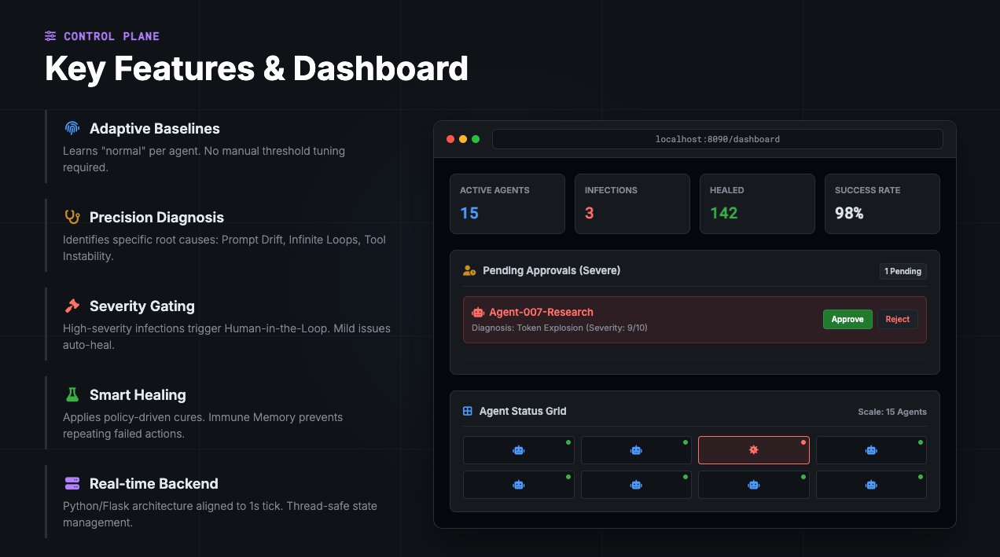 CONTROL PLANE
Key Features & Dashboard
Adaptive Baselines
Learns "normal" per agent. No manual threshold tuning
required.
Precision Diagnosis
Identifies specific root causes: Prompt Drift, Infinite Loops, Tool
Instability.
Severity Gating
High-severity infections trigger Human-in-the-Loop. Mild issues
auto-heal.
Smart Healing
Applies policy-driven cures. Immune Memory prevents
repeating failed actions.
Real-time Backend
Python/Flask architecture aligned to 1s tick. Thread-safe state
management.
localhost:8090/dashboard
ACTIVE AGENTS
15
INFECTIONS
3
HEALED
142
SUCCESS RATE
98%
Pending Approvals (Severe)
1 Pending
Agent-007-Research
Diagnosis: Token Explosion (Severity: 9/10)
Approve
Reject
Agent Status Grid
Scale: 15 Agents